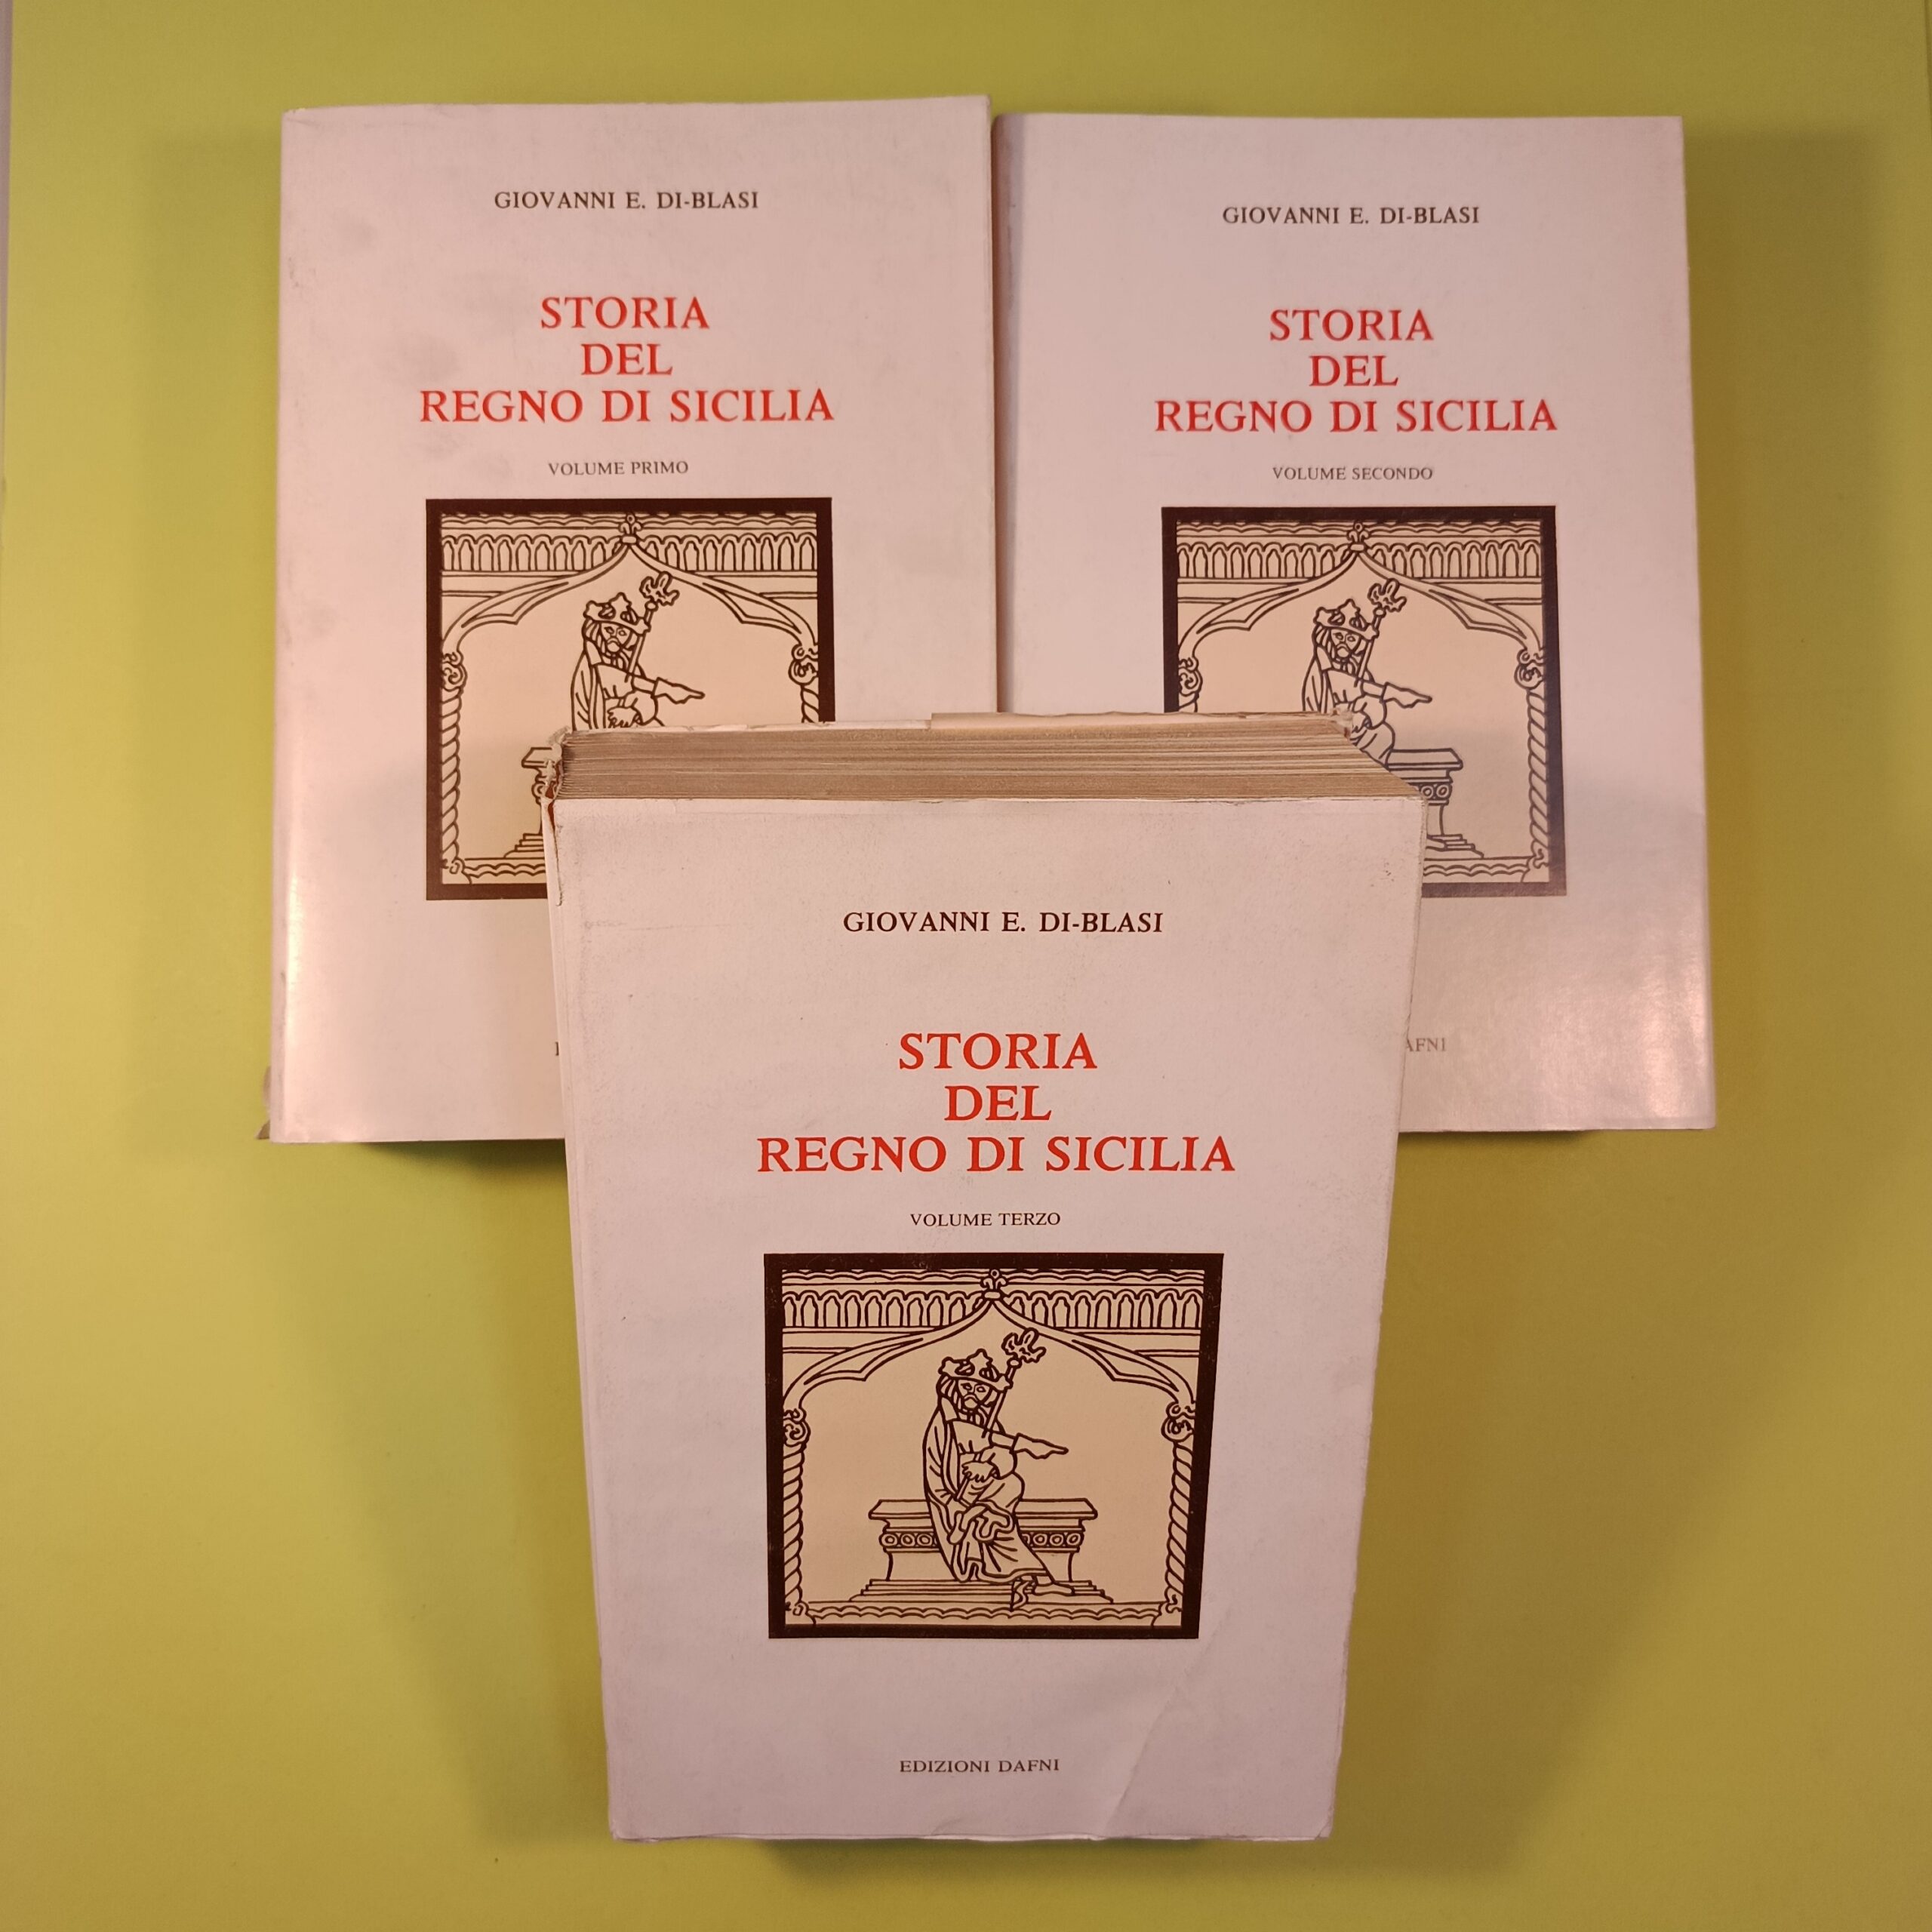 GIOVANNI E. DI-BLASI
STORIA
DEL
REGNO DI SICILIA
VOLUME PRIMO
GIOVANNI E. DI-BLASI
STORIA
DEL
REGNO DI SICILIA
VOLUME SECONDO
GIOVANNI E. DI-BLASI
STORIA
DEL
REGNO DI SICILIA
VOLUME TERZO
EDIZIONI DAFNI